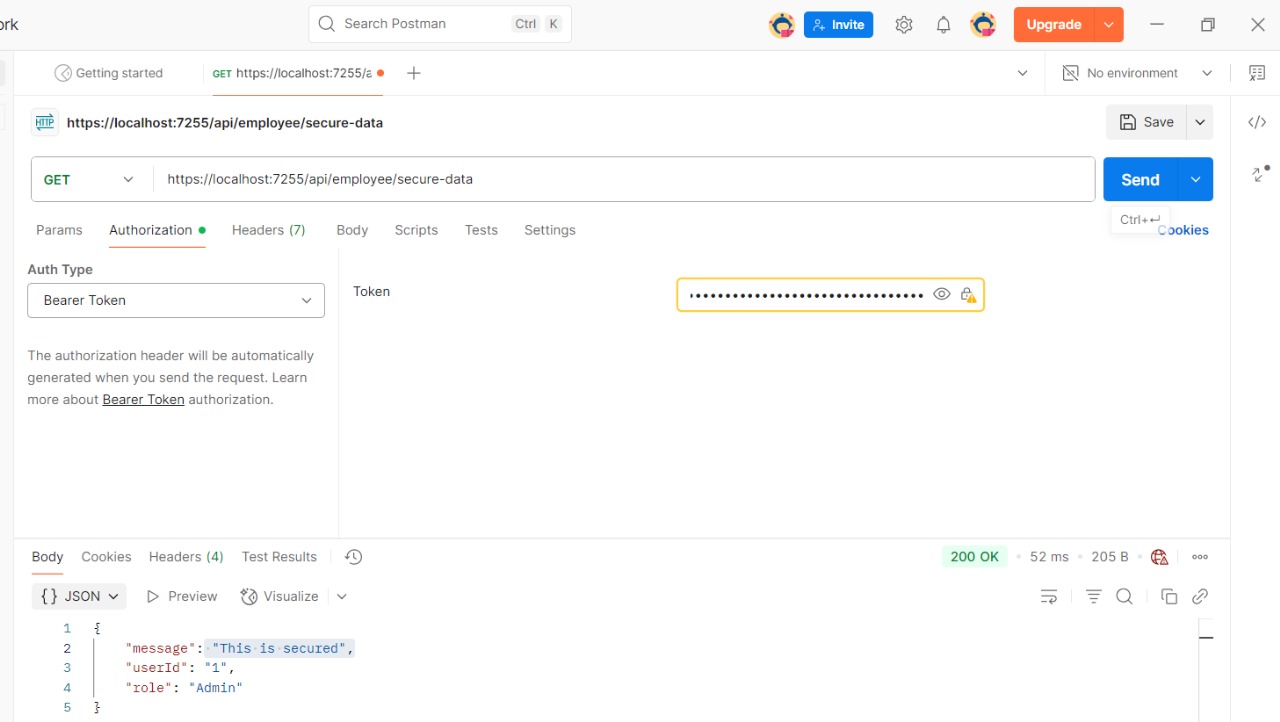 ork
Search Postman Ctrl K
Invite
Upgrade
Getting started
GET https://localhost:7255/a
No environment
HTTP https://localhost:7255/api/employee/secure-data
Save
GET https://localhost:7255/api/employee/secure-data
Send
Ctrl+↵
Params Authorization Headers (7) Body Scripts Tests Settings
ookies
Auth Type
Bearer Token
Token
••••••••••••••••••••••••••••••
The authorization header will be automatically
generated when you send the request. Learn
more about Bearer Token authorization.
Body Cookies Headers (4) Test Results
200 OK • 52 ms • 205 B •
{} JSON Preview Visualize
1 {
2 "message": "This is secured",
3 "userId": "1",
4 "role": "Admin"
5 }